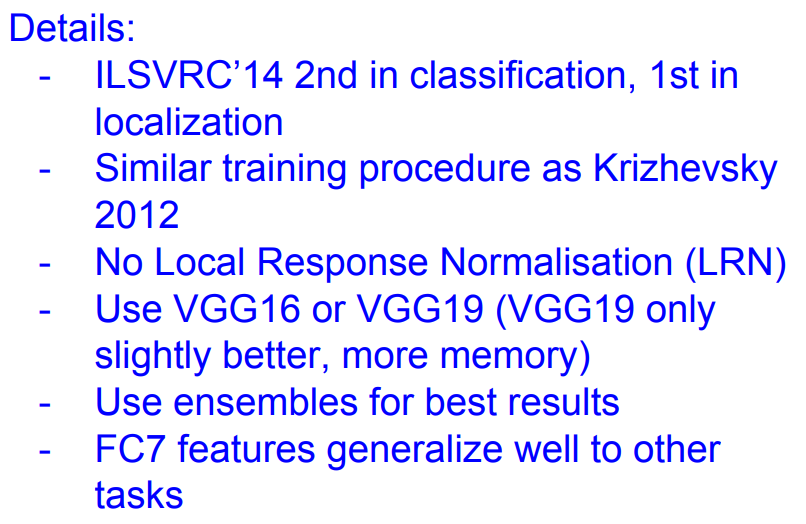 Details:
- ILSVRC’14 2nd in classification, 1st in
localization
- Similar training procedure as Krizhevsky
2012
- No Local Response Normalisation (LRN)
- Use VGG16 or VGG19 (VGG19 only
slightly better, more memory)
- Use ensembles for best results
- FC7 features generalize well to other
tasks